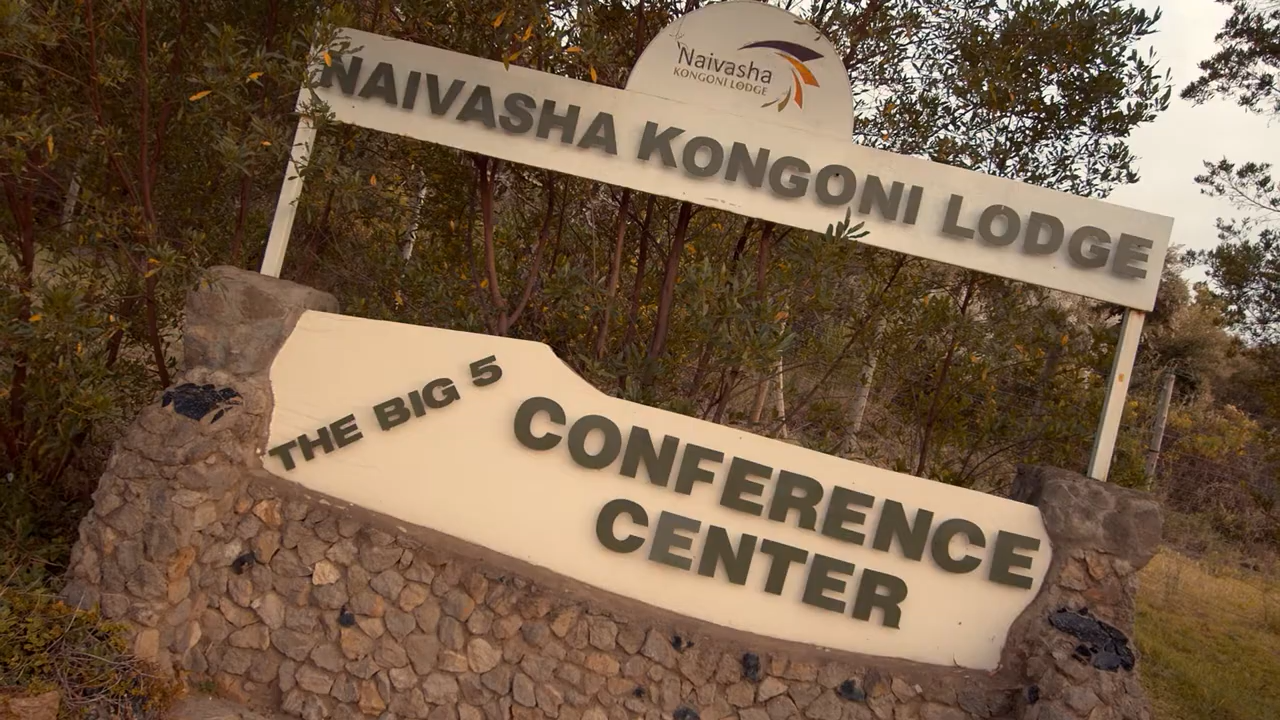 Naivasha
KONGONI LODGE
NAIVASHA KONGONI LODGE
THE BIG 5
CONFERENCE
CENTER